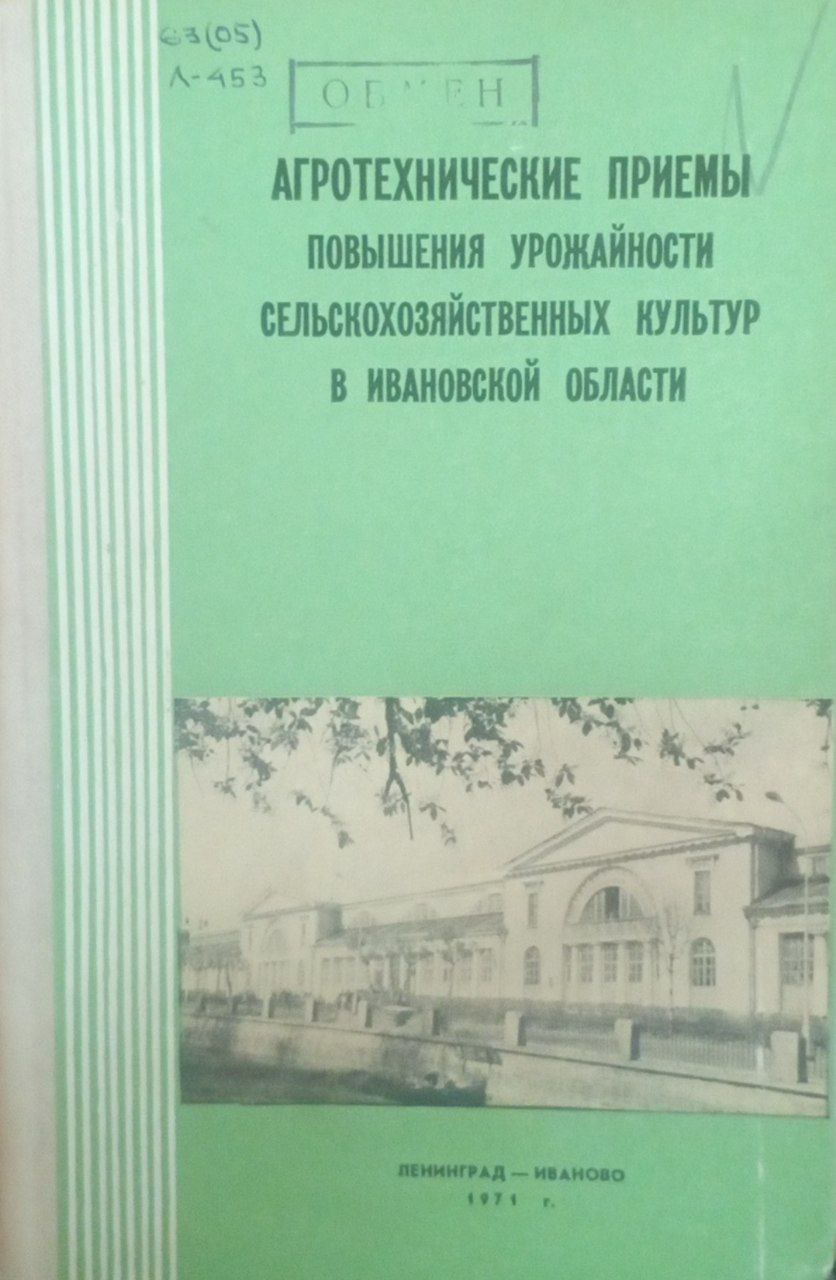 63(05)
Л-453
ОБМЕН
АГРОТЕХНИЧЕСКИЕ ПРИЕМЫ
ПОВЫШЕНИЯ УРОЖАЙНОСТИ
СЕЛЬСКОХОЗЯЙСТВЕННЫХ КУЛЬТУР
В ИВАНОВСКОЙ ОБЛАСТИ
ЛЕНИНГРАД — ИВАНОВО
1971 г.